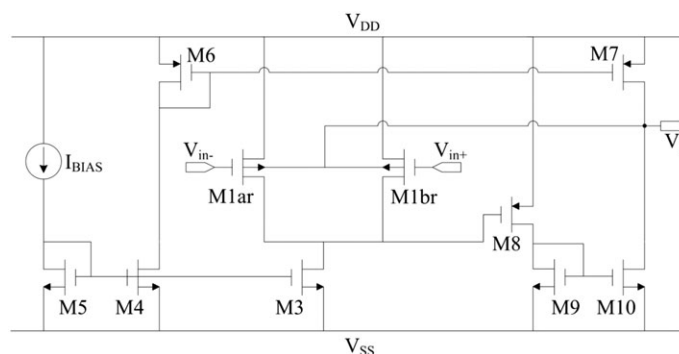 V_DD
M6
M7
V
I_BIAS
V_in-
V_in+
M1ar
M1br
M8
M5
M4
M3
M9
M10
V_SS